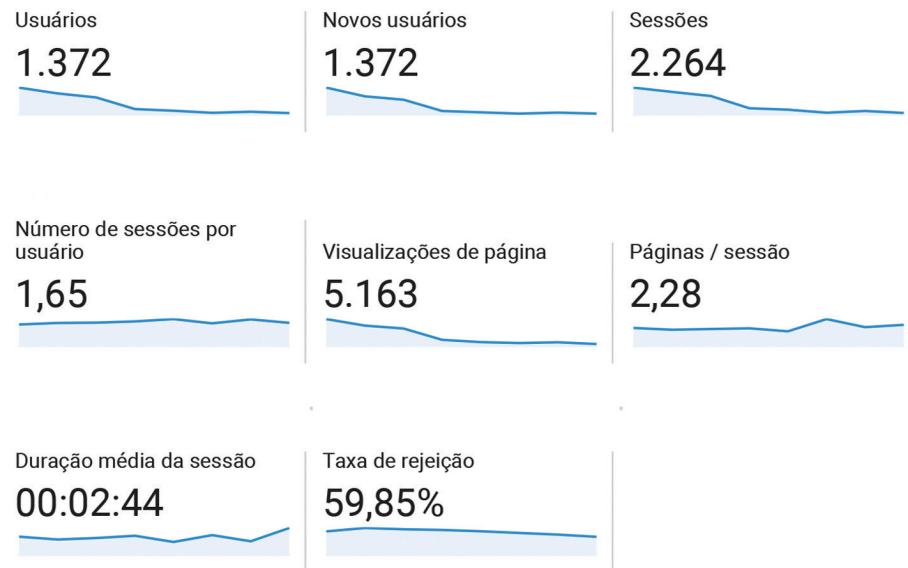 Usuários
1.372
Novos usuários
1.372
Sessões
2.264
Número de sessões por
usuário
1,65
Visualizações de página
5.163
Páginas / sessão
2,28
Duração média da sessão
00:02:44
Taxa de rejeição
59,85%